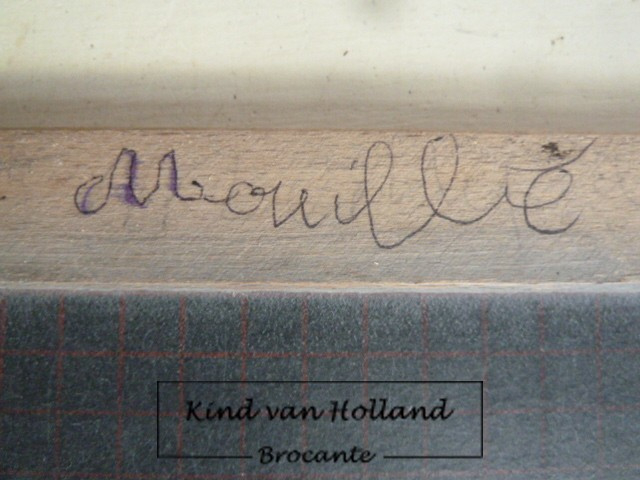 Mouillé
Kind van Holland
Brocante